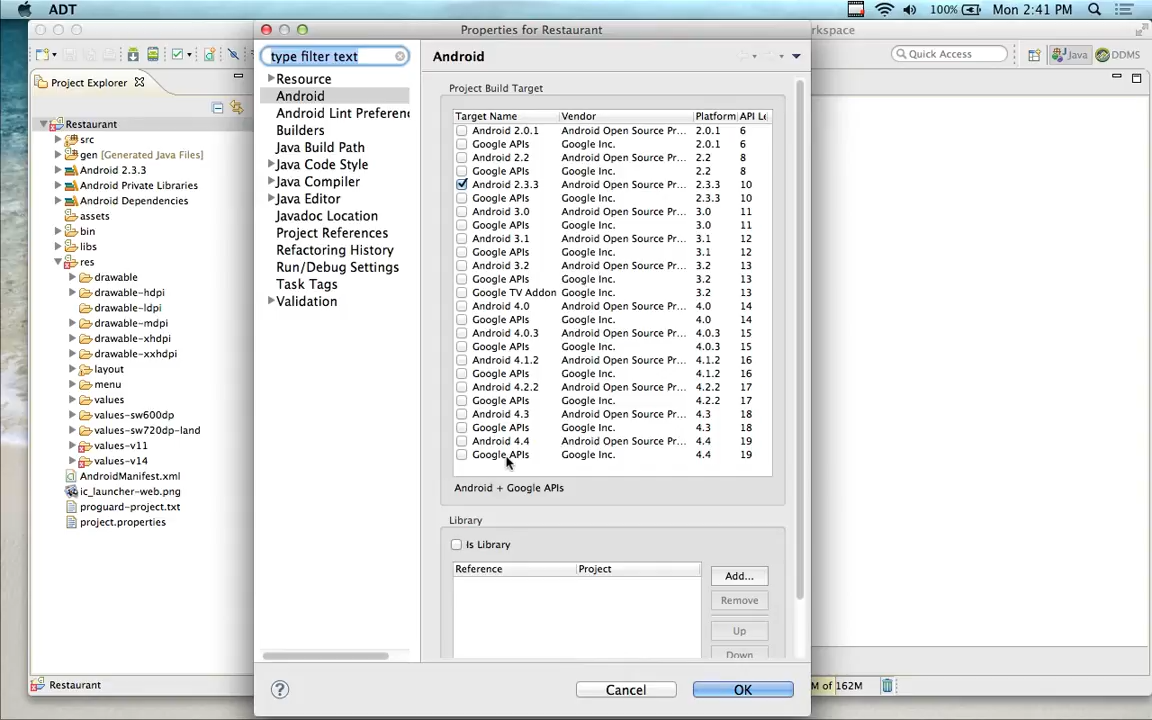 ADT
100%
Mon 2:41 PM
Properties for Restaurant
Quick Access
Java
DDMS
Project Explorer
Restaurant
src
gen [Generated Java Files]
Android 2.3.3
Android Private Libraries
Android Dependencies
assets
bin
libs
res
drawable
drawable-hdpi
drawable-ldpi
drawable-mdpi
drawable-xhdpi
drawable-xxhdpi
layout
menu
values
values-sw600dp
values-sw720dp-land
values-v11
values-v14
AndroidManifest.xml
ic_launcher-web.png
proguard-project.txt
project.properties
Restaurant
type filter text
Resource
Android
Android Lint Preferenc
Builders
Java Build Path
Java Code Style
Java Compiler
Java Editor
Javadoc Location
Project References
Refactoring History
Run/Debug Settings
Task Tags
Validation
Android
Project Build Target
Target Name Vendor Platform API Le
Android 2.0.1 Android Open Source Pr... 2.0.1 6
Google APIs Google Inc. 2.0.1 6
Android 2.2 Android Open Source Pr... 2.2 8
Google APIs Google Inc. 2.2 8
Android 2.3.3 Android Open Source Pr... 2.3.3 10
Google APIs Google Inc. 2.3.3 10
Android 3.0 Android Open Source Pr... 3.0 11
Google APIs Google Inc. 3.0 11
Android 3.1 Android Open Source Pr... 3.1 12
Google APIs Google Inc. 3.1 12
Android 3.2 Android Open Source Pr... 3.2 13
Google APIs Google Inc. 3.2 13
Google TV Addon Google Inc. 3.2 13
Android 4.0 Android Open Source Pr... 4.0 14
Google APIs Google Inc. 4.0 14
Android 4.0.3 Android Open Source Pr... 4.0.3 15
Google APIs Google Inc. 4.0.3 15
Android 4.1.2 Android Open Source Pr... 4.1.2 16
Google APIs Google Inc. 4.1.2 16
Android 4.2.2 Android Open Source Pr... 4.2.2 17
Google APIs Google Inc. 4.2.2 17
Android 4.3 Android Open Source Pr... 4.3 18
Google APIs Google Inc. 4.3 18
Android 4.4 Android Open Source Pr... 4.4 19
Google APIs Google Inc. 4.4 19
Android + Google APIs
Library
Is Library
Reference Project
Add...
Remove
Up
Down
Cancel
OK
M of 162M